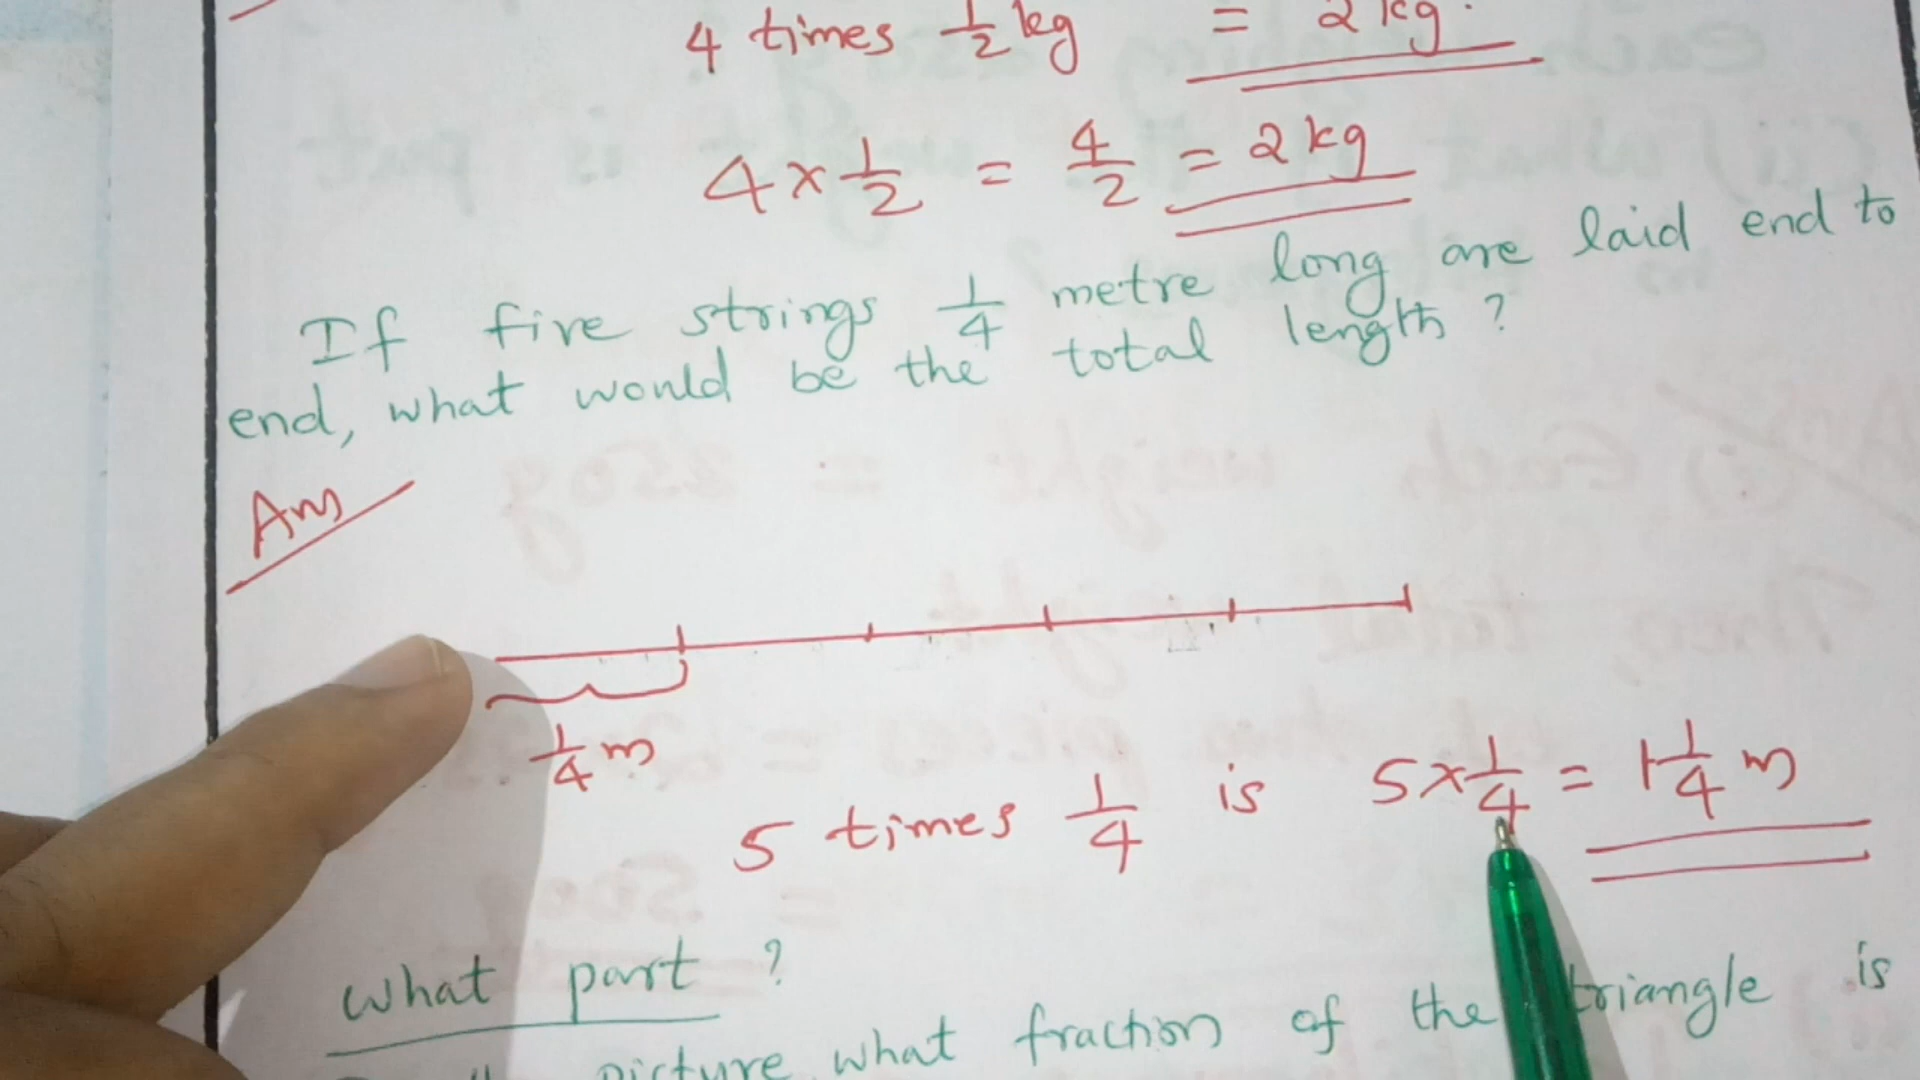 4 times 1/2 kg = 2 kg.
4 × 1/2 = 4/2 = 2 kg
If five strings 1/4 metre long are laid end to
end, what would be the total length?
Ans
1/4 m
5 times 1/4 is 5 × 1/4 = 1 1/4 m
What part?
picture what fraction of the triangle is